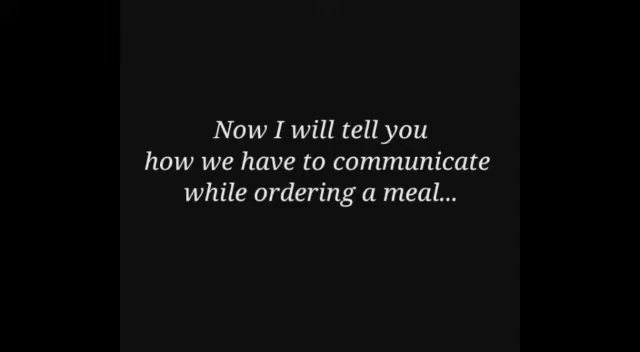 Now I will tell you
how we have to communicate
while ordering a meal...